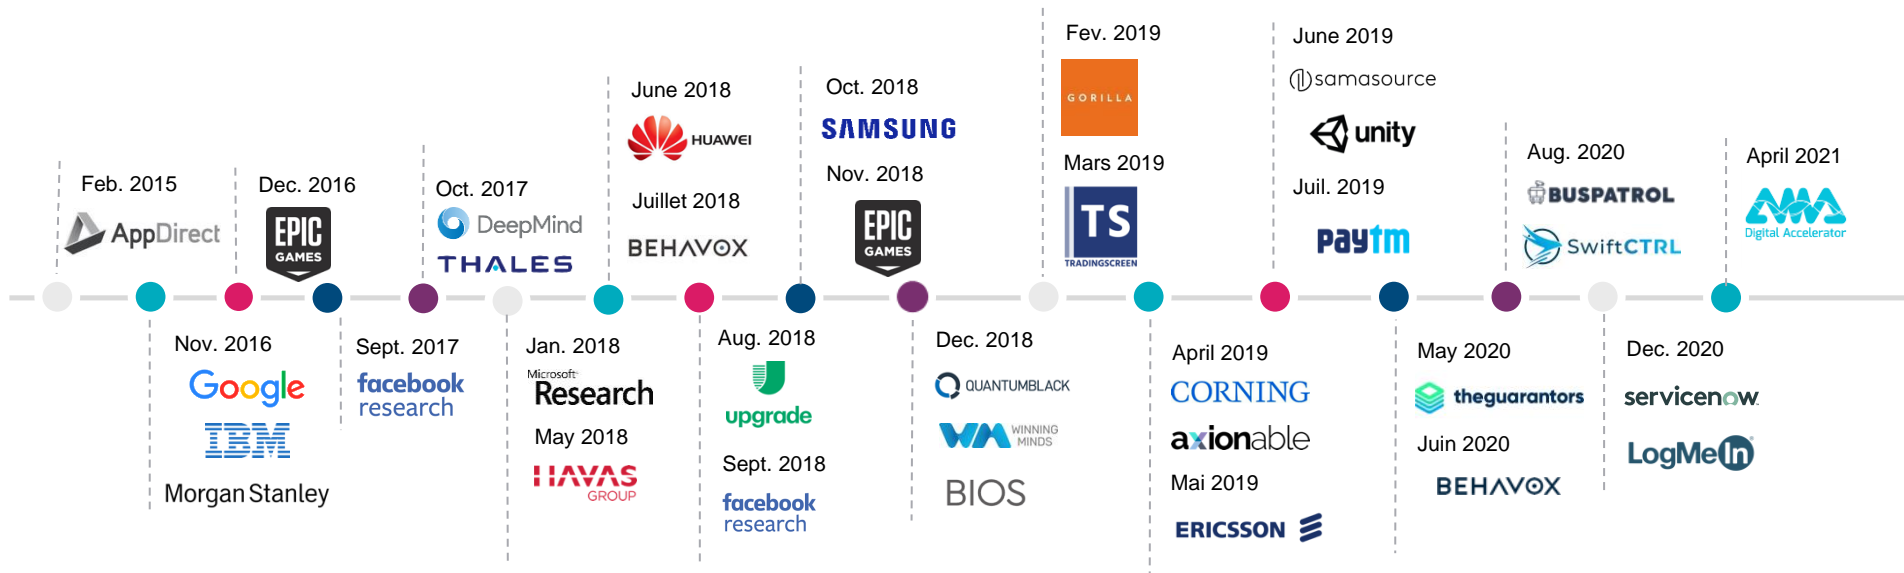 Feb. 2015
AppDirect
Nov. 2016
Google
IBM
Morgan Stanley
Dec. 2016
EPIC
GAMES
Sept. 2017
facebook
research
Oct. 2017
DeepMind
THALES
Jan. 2018
Microsoft
Research
May 2018
HAVAS
GROUP
June 2018
HUAWEI
Juillet 2018
BEHAVOX
Aug. 2018
upgrade
Sept. 2018
facebook
research
Oct. 2018
SAMSUNG
Nov. 2018
EPIC
GAMES
Dec. 2018
QUANTUMBLACK
WM WINNING
MINDS
BIOS
Fev. 2019
GORILLA
Mars 2019
TS
TRADINGSCREEN
April 2019
CORNING
axionable
Mai 2019
ERICSSON
June 2019
samasource
unity
Juil. 2019
paytm
May 2020
theguarantors
Juin 2020
BEHAVOX
Aug. 2020
BUSPATROL
SwiftCTRL
Dec. 2020
servicenow
LogMeIn
April 2021
AMA
Digital Accelerator